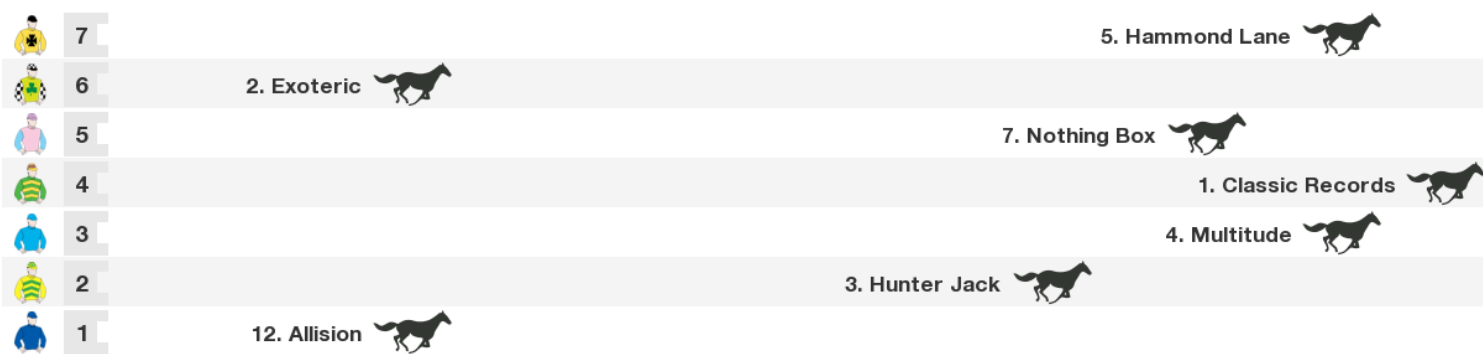 7 5. Hammond Lane
6 2. Exoteric
5 7. Nothing Box
4 1. Classic Records
3 4. Multitude
2 3. Hunter Jack
1 12. Allision